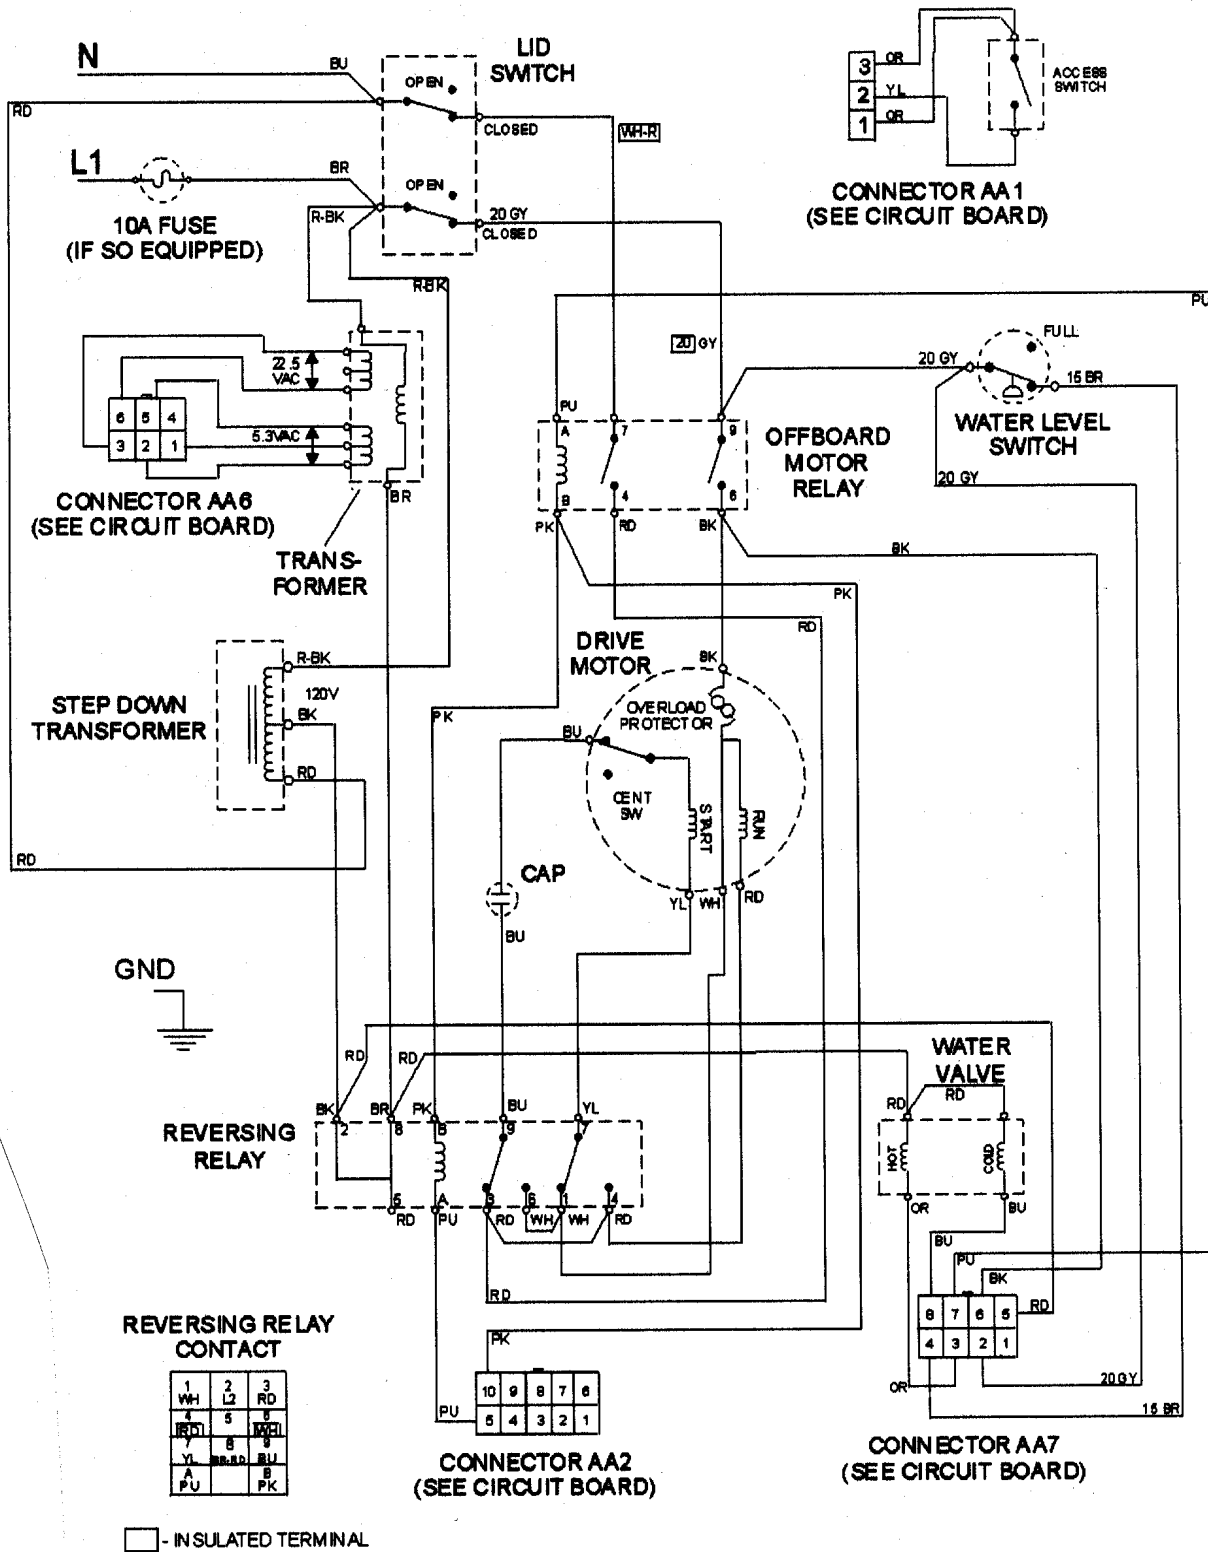 N
BU
LID
SWITCH
OPEN
RD
CLOSED
WH-R
L1
BR
OPEN
R-BK
20 GY
CLOSED
10A FUSE
(IF SO EQUIPPED)
R-BK
3
OR
2
YL
1
OR
ACCESS
SWITCH
CONNECTOR AA1
(SEE CIRCUIT BOARD)
PU
FULL
20 GY
20 GY
15 BR
WATER LEVEL
SWITCH
20 GY
22.5
VAC
6 5 4
3 2 1
5.3VAC
CONNECTOR AA6
(SEE CIRCUIT BOARD)
BR
TRANS-
FORMER
PU
A
7
9
B
4
6
PK
RD
BK
OFFBOARD
MOTOR
RELAY
BK
PK
RD
DRIVE
MOTOR
BK
OVERLOAD
PROTECTOR
BU
CENT
SW
START
RUN
YL
WH
RD
R-BK
120V
BK
RD
STEP DOWN
TRANSFORMER
PK
RD
CAP
BU
GND
RD
RD
WATER
VALVE
RD
RD
HOT
COLD
OR
BU
BU
PU
BK
RD
BK
BR
PK
BU
YL
2
8
B
9
7
REVERSING
RELAY
5
A
3
6
1
4
RD
PU
RD
WH
WH
RD
RD
8 7 6 5
4 3 2 1
OR
20 GY
15 BR
CONNECTOR AA7
(SEE CIRCUIT BOARD)
PK
10 9 8 7 6
5 4 3 2 1
PU
CONNECTOR AA2
(SEE CIRCUIT BOARD)
REVERSING RELAY
CONTACT
1 2 3
WH L2 RD
4 5 6
RD WH
7 8 9
YL BR-RD BU
A B
PU PK
- INSULATED TERMINAL